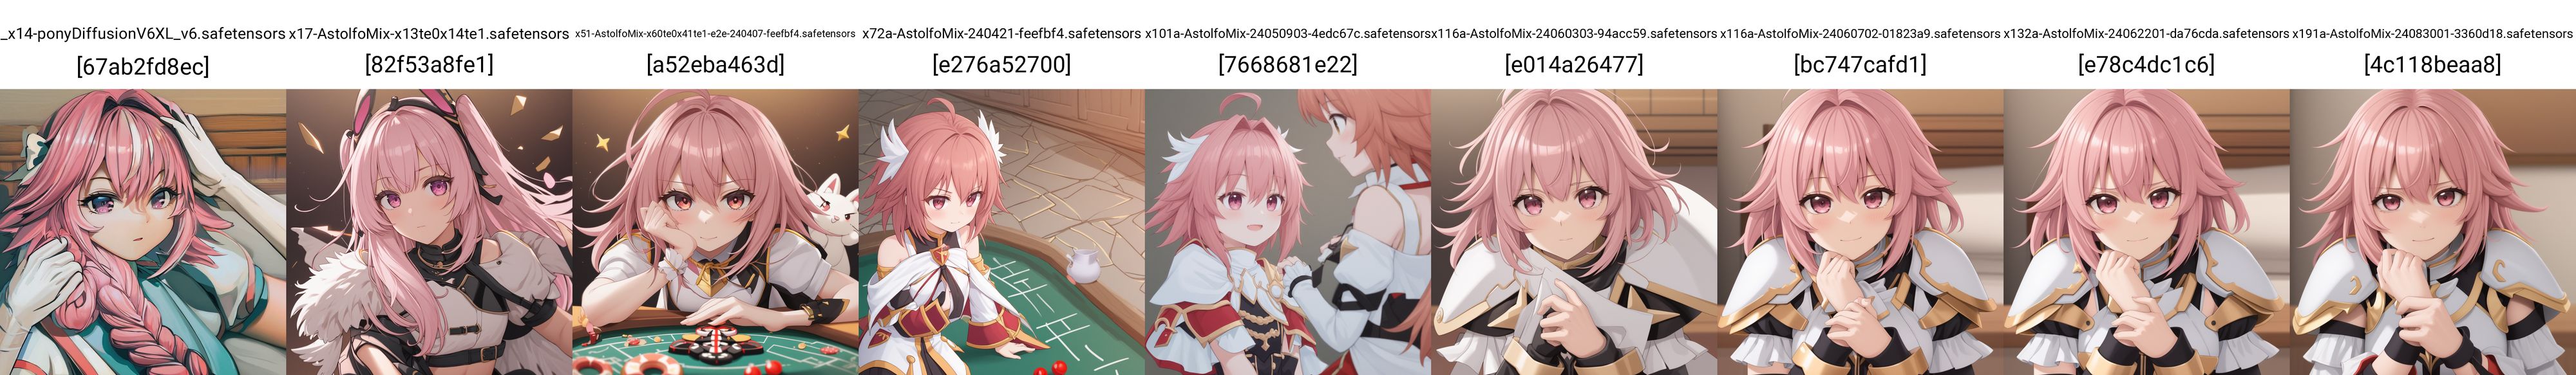 _x14-ponyDiffusionV6XL_v6.safetensors
[67ab2fd8ec]
x17-AstolfoMix-x13te0x14te1.safetensors
[82f53a8fe1]
x51-AstolfoMix-x60te0x41te1-e2e-240407-feefbf4.safetensors
[a52eba463d]
x72a-AstolfoMix-240421-feefbf4.safetensors
[e276a52700]
x101a-AstolfoMix-24050903-4edc67c.safetensors
[7668681e22]
x116a-AstolfoMix-24060303-94acc59.safetensors
[e014a26477]
x116a-AstolfoMix-24060702-01823a9.safetensors
[bc747cafd1]
x132a-AstolfoMix-24062201-da76cda.safetensors
[e78c4dc1c6]
x191a-AstolfoMix-24083001-3360d18.safetensors
[4c118beaa8]